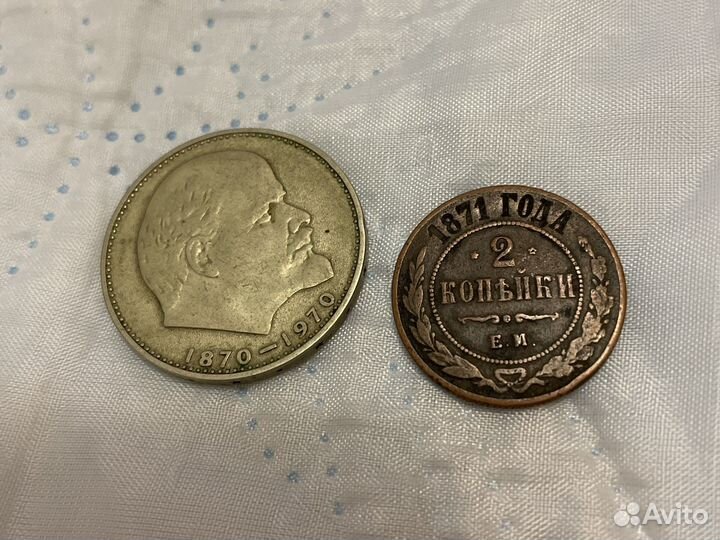 1870–1970
1871 ГОДА
2
КОПѢЙКИ
Е.М.
Avito